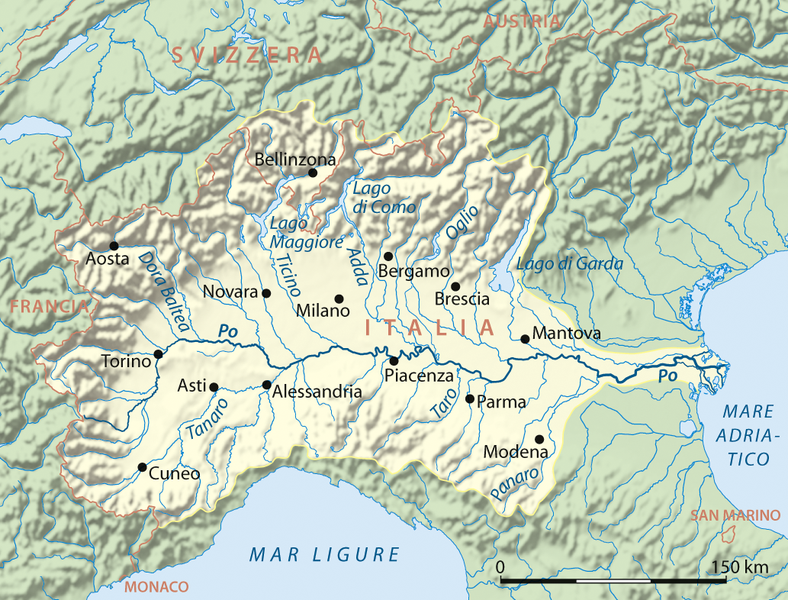 AUSTRIA
SVIZZERA
Bellinzona
Lago
di Como
Lago
Maggiore
Oglio
Aosta
Dora Baltea
Ticino
Adda
Bergamo
Lago di Garda
Novara
Milano
Brescia
FRANCIA
ITALIA
Po
Mantova
Torino
Piacenza
Po
Asti
Alessandria
Tanaro
Taro
Parma
MARE
ADRIA-
TICO
Modena
Cuneo
Panaro
SAN MARINO
MAR LIGURE
MONACO
0 150 km